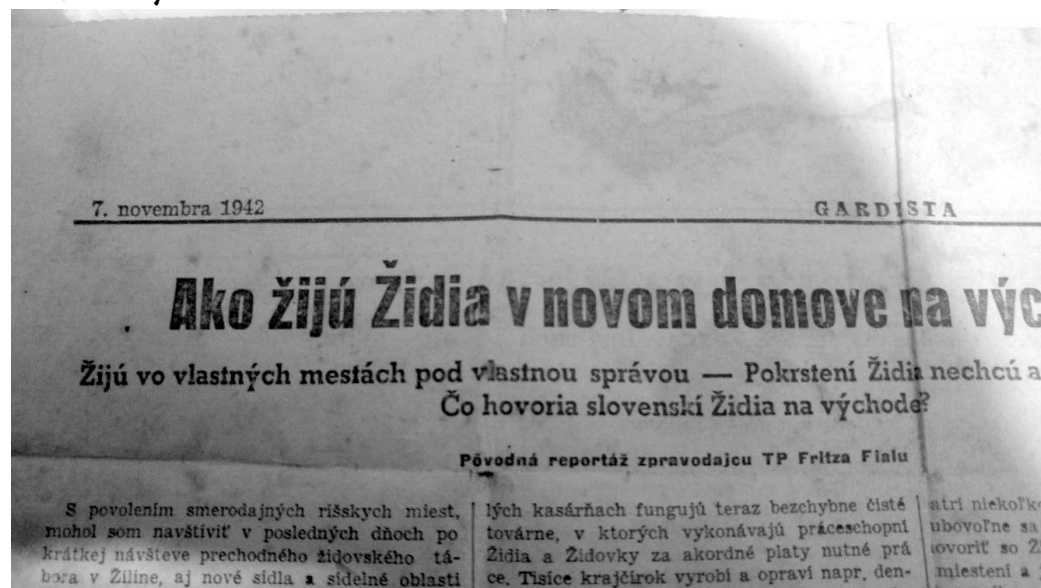 7. novembra 1942
GARDISTA
Ako žijú Židia v novom domove na výc
Žijú vo vlastných mestách pod vlastnou správou — Pokrstení Židia nechcú a
Čo hovoria slovenskí Židia na východe?
Pôvodná reportáž zpravodajcu TP Fritza Fialu
S povolením smerodajných ríšskych miest,
mohol som navštíviť v posledných dňoch po
krátkej návšteve prechodného židovského tá-
bora v Žiline, aj nové sídla a sídelné oblasti
lých kasárňach fungujú teraz bezchybne čisté
továrne, v ktorých vykonávajú práceschopní
Židia a Židovky za akordné platy nutné prá
ce. Tisíce krajčírok vyrobí a opraví napr. den-
atrí niekoľk
ubovoľne sa
ovoriť so Ž
miestení a